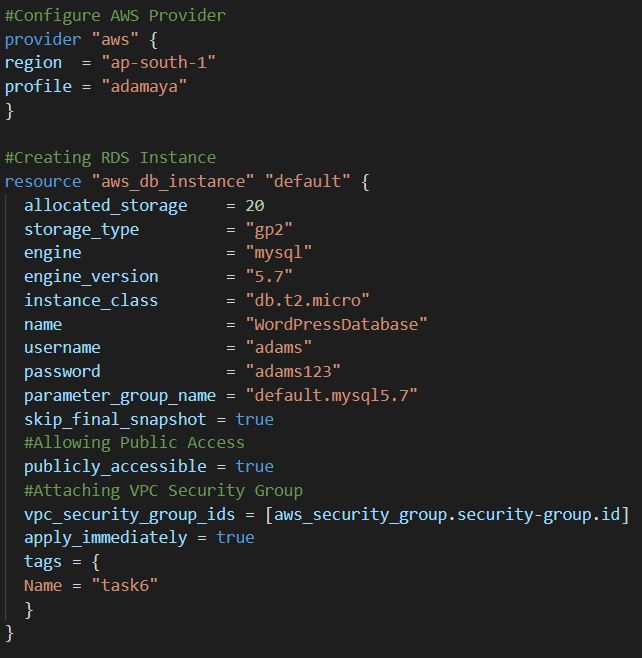 #Configure AWS Provider
provider "aws" {
region  = "ap-south-1"
profile = "adamaya"
}

#Creating RDS Instance
resource "aws_db_instance" "default" {
  allocated_storage    = 20
  storage_type         = "gp2"
  engine               = "mysql"
  engine_version       = "5.7"
  instance_class       = "db.t2.micro"
  name                 = "WordPressDatabase"
  username             = "adams"
  password             = "adams123"
  parameter_group_name = "default.mysql5.7"
  skip_final_snapshot = true
  #Allowing Public Access
  publicly_accessible = true
  #Attaching VPC Security Group
  vpc_security_group_ids = [aws_security_group.security-group.id]
  apply_immediately = true
  tags = {
  Name = "task6"
  }
}